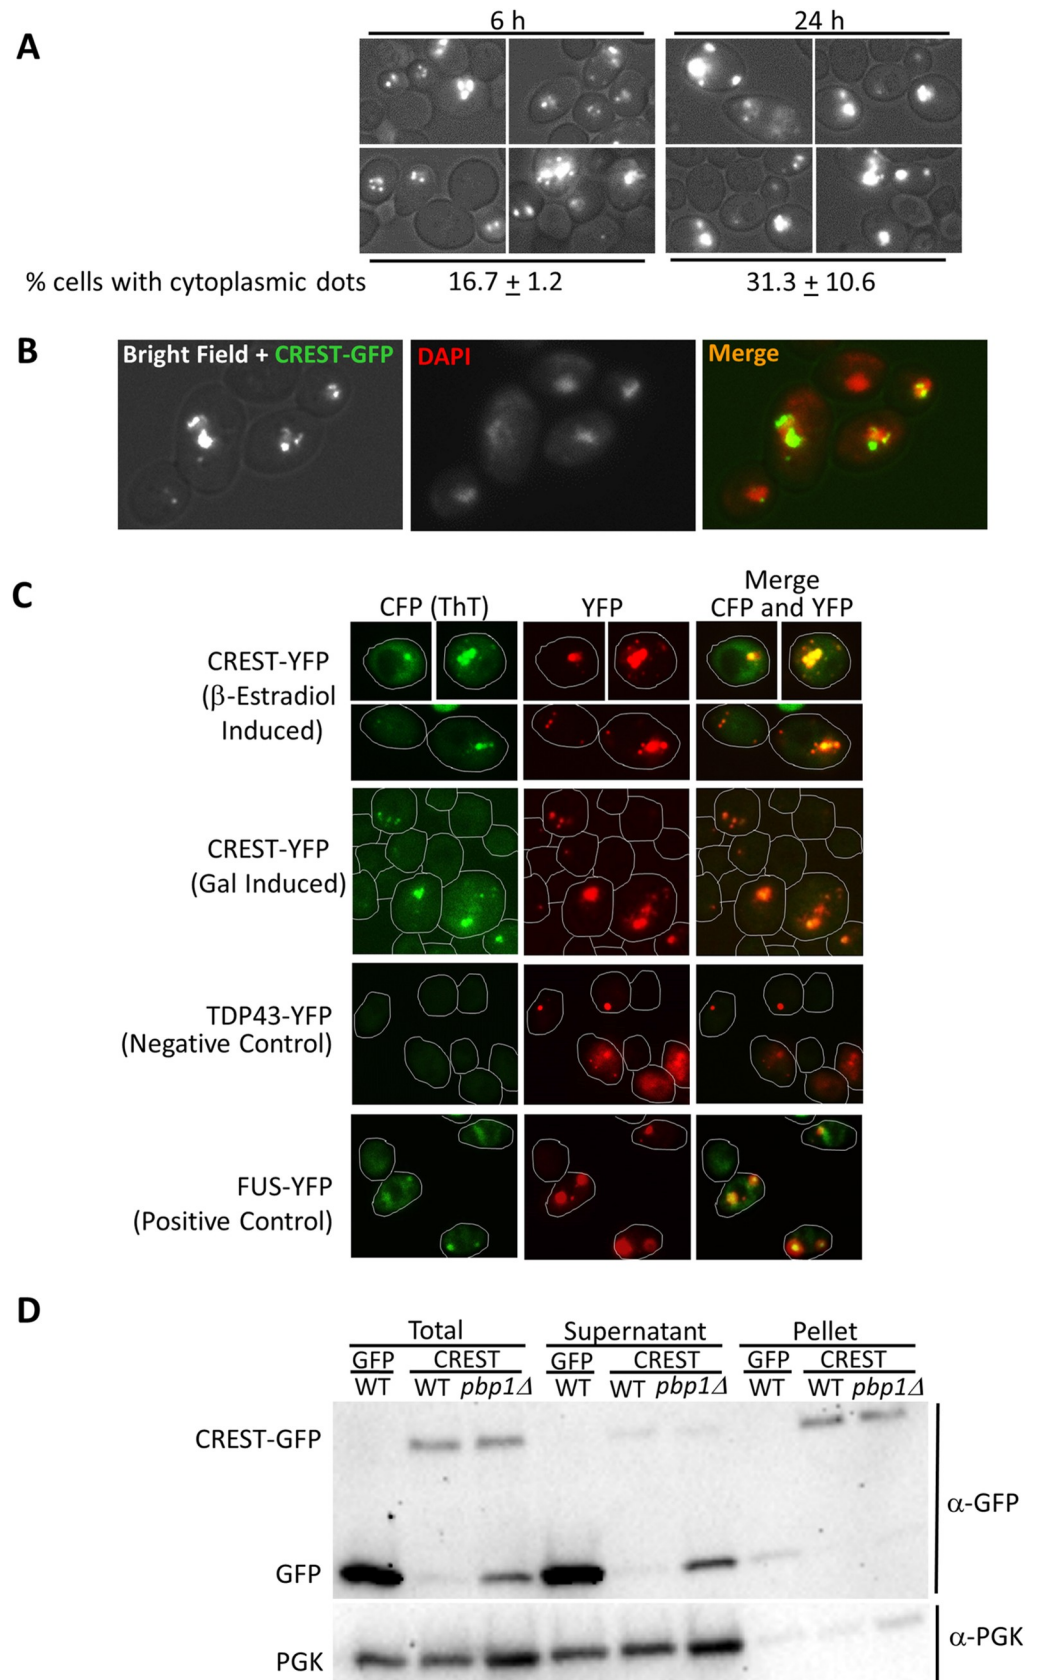 A
6 h
24 h
% cells with cytoplasmic dots
16.7 ± 1.2
31.3 ± 10.6
B
Bright Field + CREST-GFP
DAPI
Merge
C
CFP (ThT)
YFP
Merge
CFP and YFP
CREST-YFP
(β-Estradiol
Induced)
CREST-YFP
(Gal Induced)
TDP43-YFP
(Negative Control)
FUS-YFP
(Positive Control)
D
Total
Supernatant
Pellet
GFP CREST GFP CREST GFP CREST
WT WT pbp1Δ WT WT pbp1Δ WT WT pbp1Δ
CREST-GFP
α-GFP
GFP
α-PGK
PGK